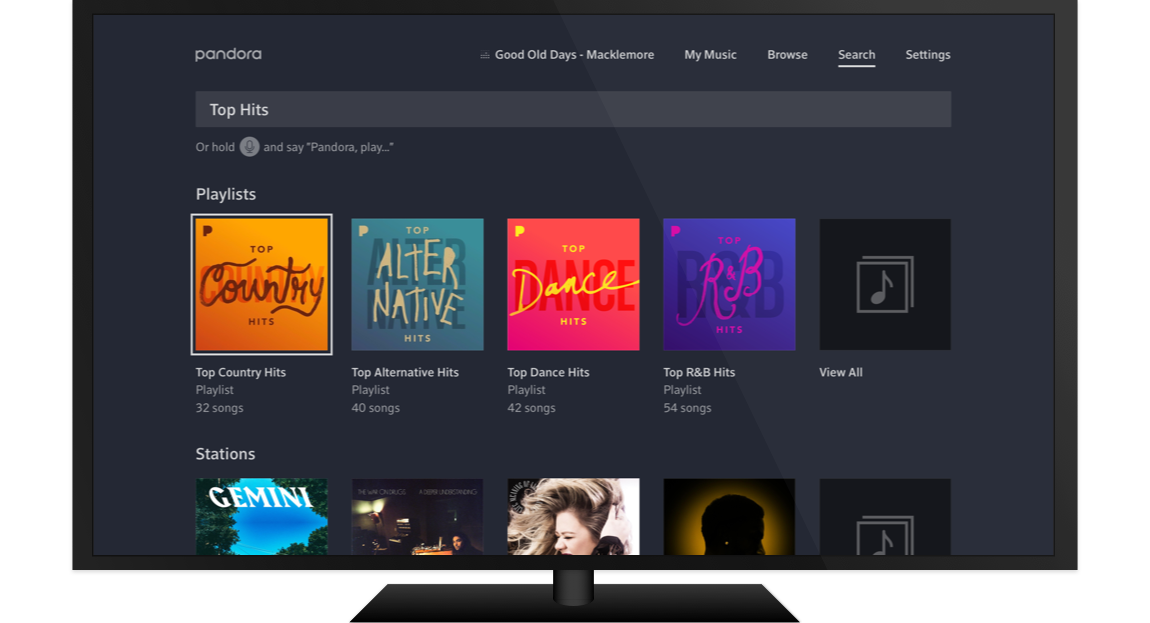 pandora
Good Old Days - Macklemore My Music Browse Search Settings
Top Hits
Or hold and say "Pandora, play..."
Playlists
TOP
COUNTRY
Country
HITS
TOP
ALTERNATIVE
ALTER
NATIVE
HITS
TOP
DANCE
Dance
HITS
TOP
R&B
R&B
HITS
Top Country Hits
Playlist
32 songs
Top Alternative Hits
Playlist
40 songs
Top Dance Hits
Playlist
42 songs
Top R&B Hits
Playlist
54 songs
View All
Stations
GEMINI
THE WAR ON DRUGS A DEEPER UNDERSTANDING